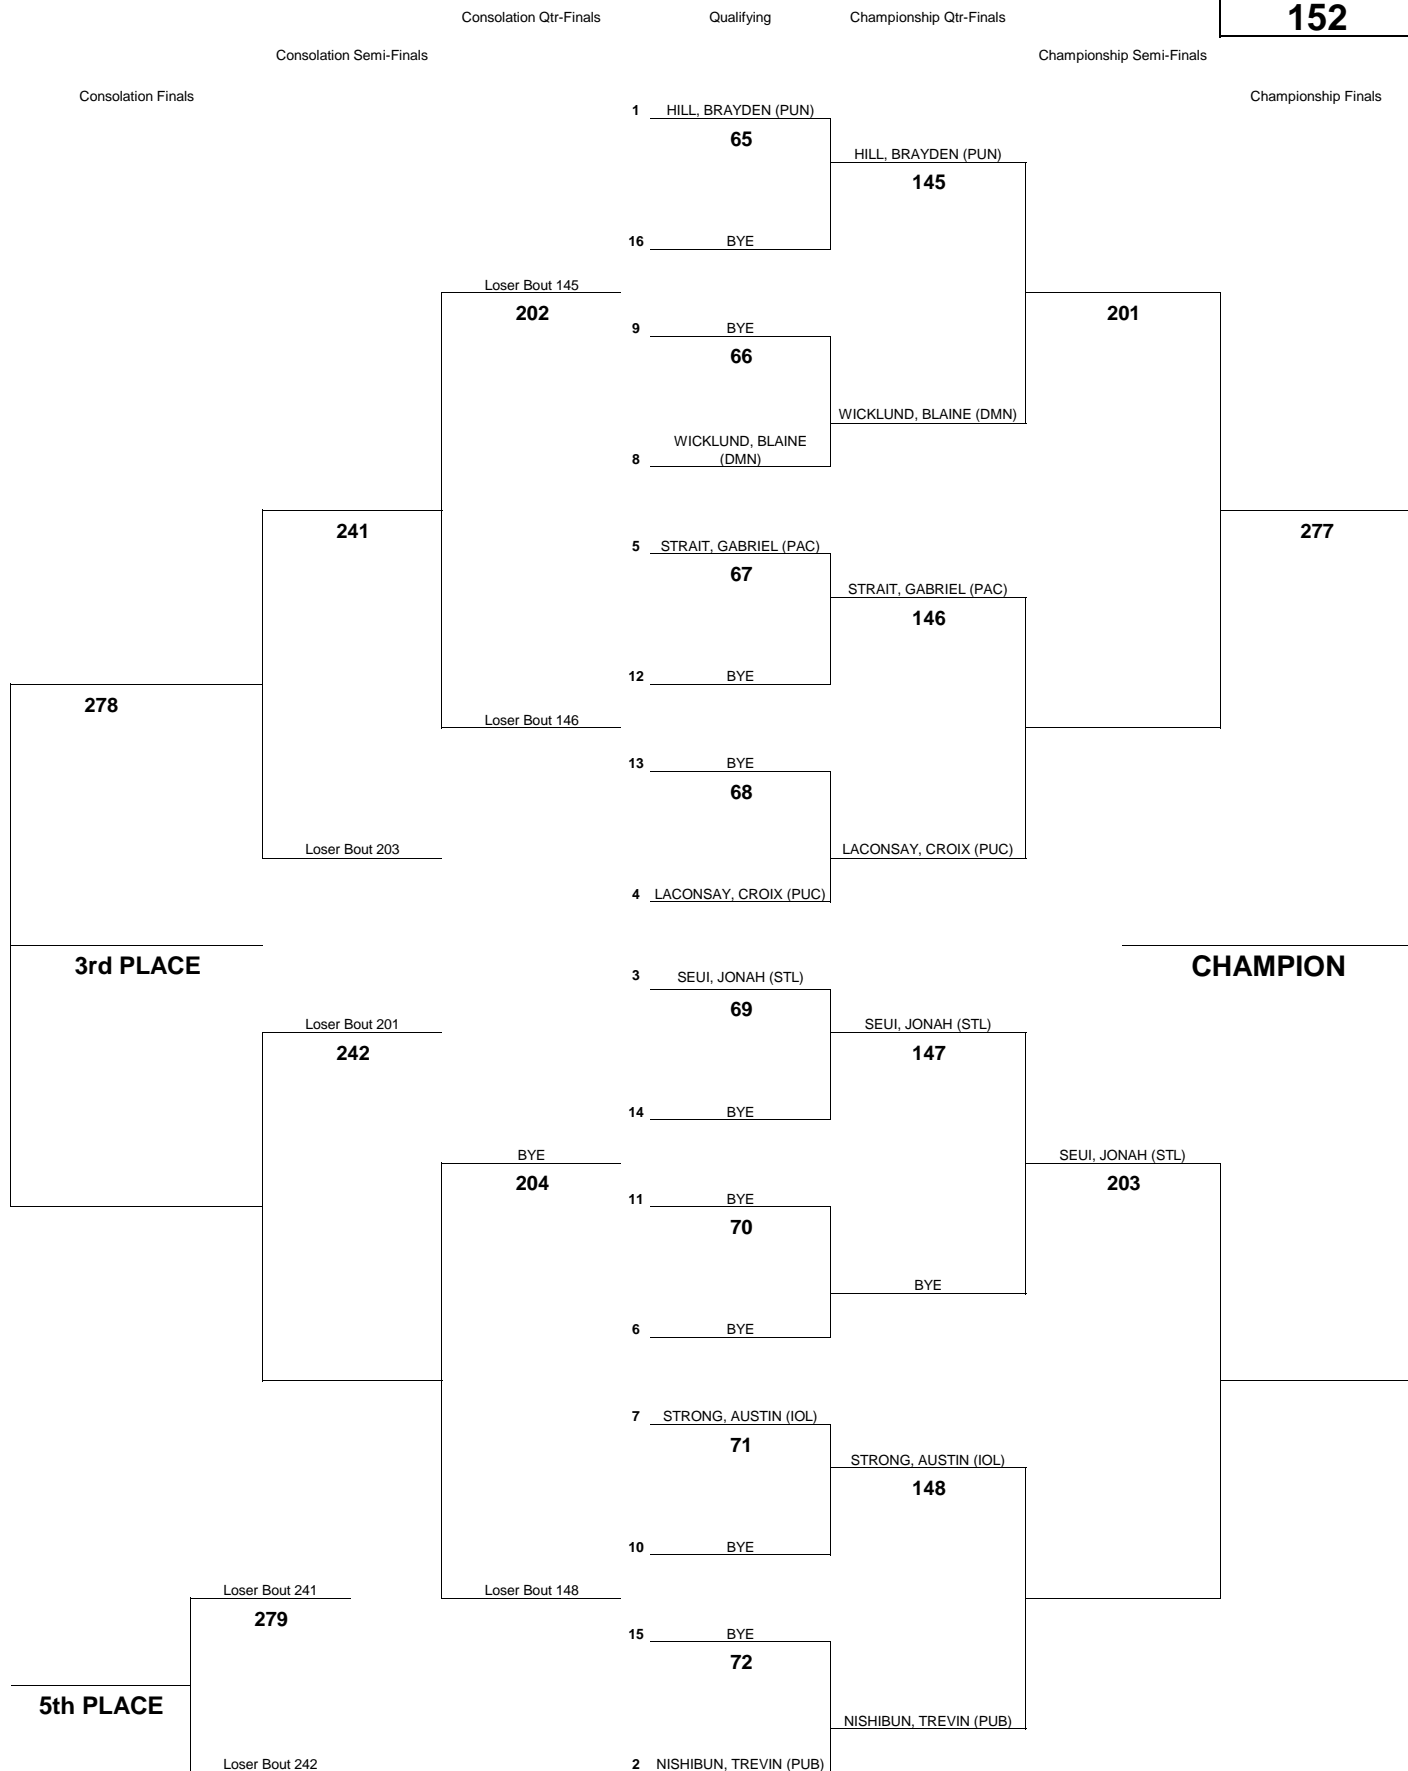 Consolation Qtr-Finals
Qualifying
Championship Qtr-Finals
152
Consolation Semi-Finals
Championship Semi-Finals
Consolation Finals
Championship Finals
1 HILL, BRAYDEN (PUN)
65
HILL, BRAYDEN (PUN)
145
16 BYE
Loser Bout 145
202
201
9 BYE
66
WICKLUND, BLAINE (DMN)
WICKLUND, BLAINE
8 (DMN)
241
277
5 STRAIT, GABRIEL (PAC)
67
STRAIT, GABRIEL (PAC)
146
12 BYE
278
Loser Bout 146
13 BYE
68
Loser Bout 203
LACONSAY, CROIX (PUC)
4 LACONSAY, CROIX (PUC)
3rd PLACE
CHAMPION
3 SEUI, JONAH (STL)
69
Loser Bout 201
SEUI, JONAH (STL)
242
147
14 BYE
BYE
SEUI, JONAH (STL)
204
203
11 BYE
70
BYE
6 BYE
7 STRONG, AUSTIN (IOL)
71
STRONG, AUSTIN (IOL)
148
10 BYE
Loser Bout 241
Loser Bout 148
279
15 BYE
72
5th PLACE
NISHIBUN, TREVIN (PUB)
Loser Bout 242
2 NISHIBUN, TREVIN (PUB)